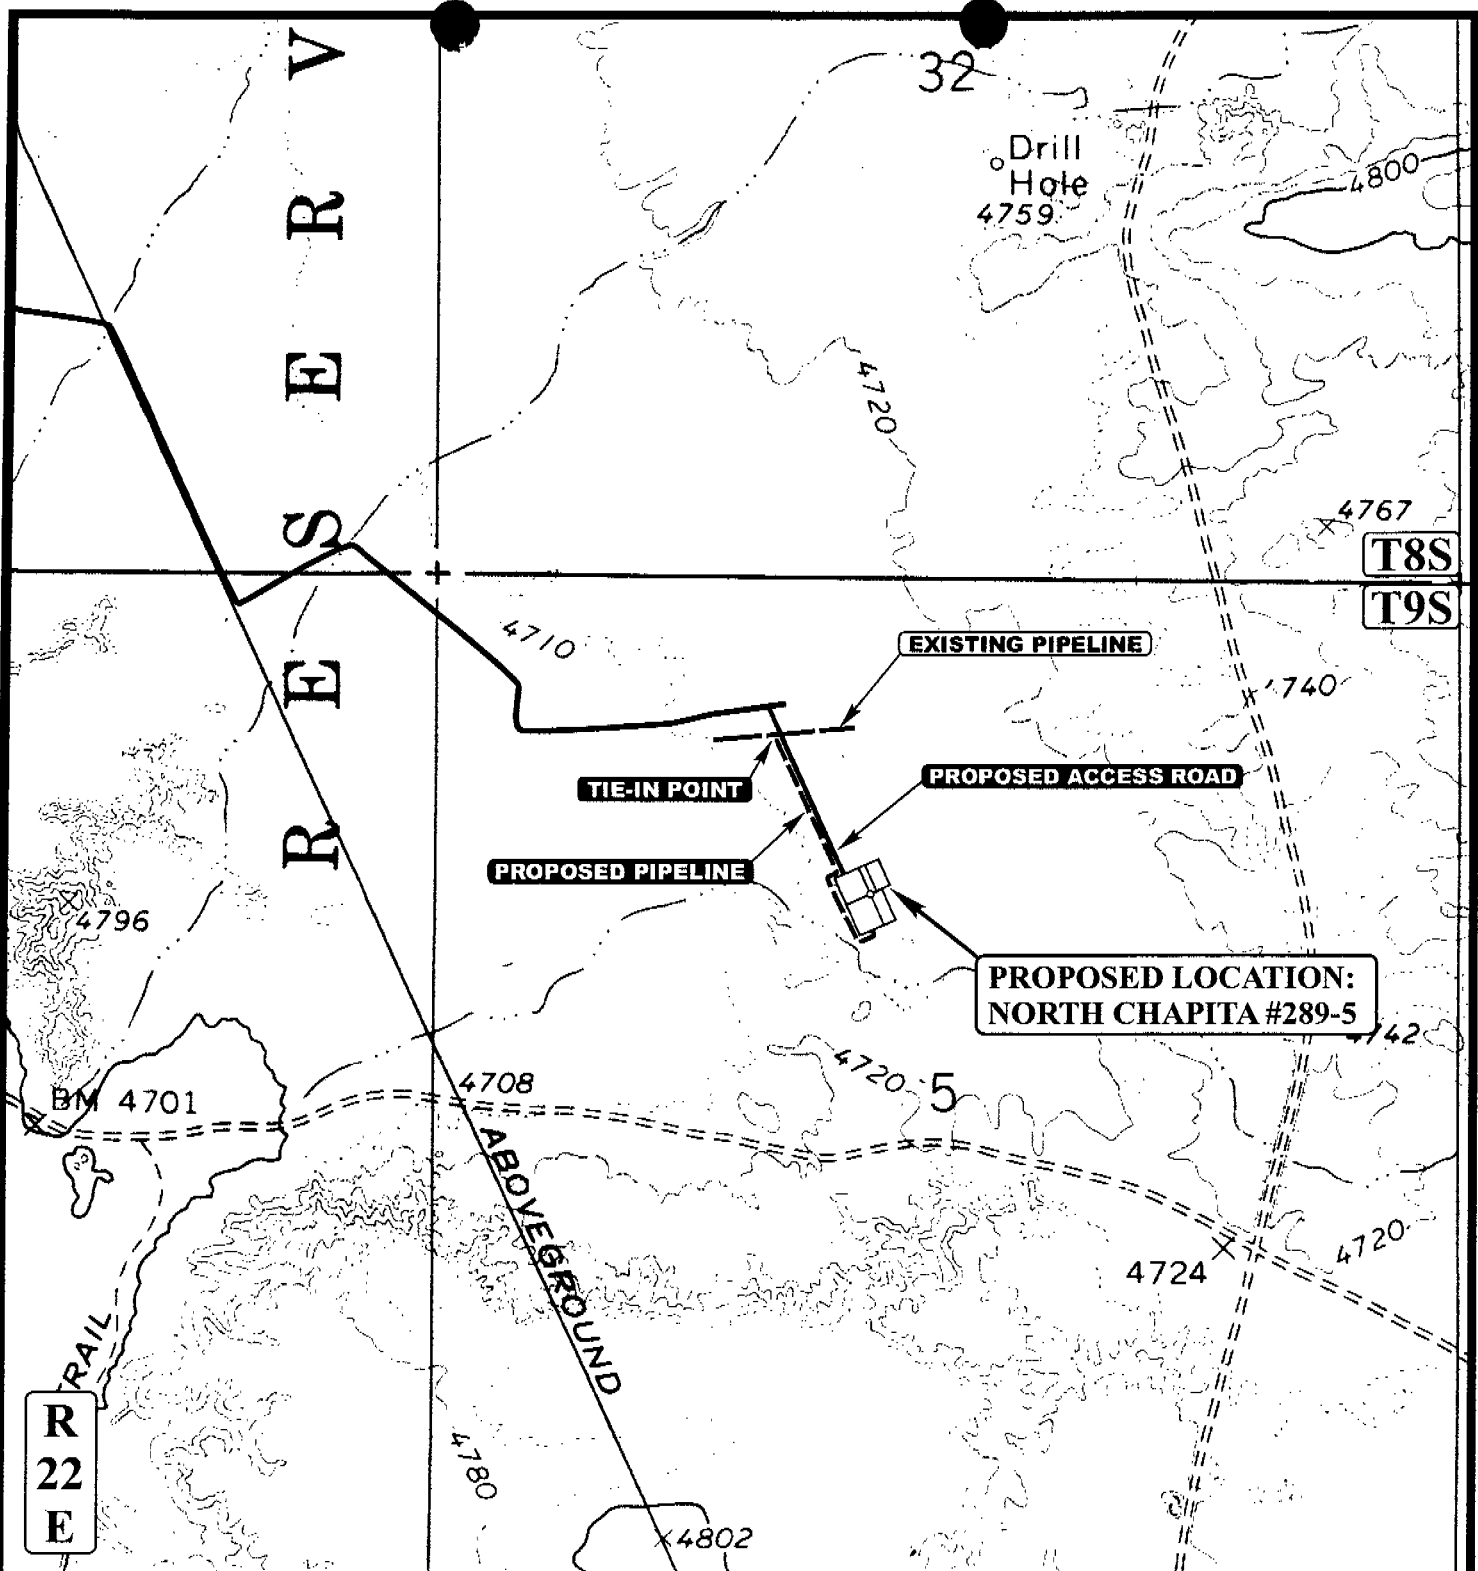 32
Drill
Hole
4759
4800
4720
4767
T8S
T9S
4710
EXISTING PIPELINE
4740
TIE-IN POINT
PROPOSED ACCESS ROAD
PROPOSED PIPELINE
4796
PROPOSED LOCATION:
NORTH CHAPITA #289-5
4742
4720
5
BM 4701
4708
ABOVEGROUND
4724
4720
RAIL
R
22
E
4780
4802
R E S E R V